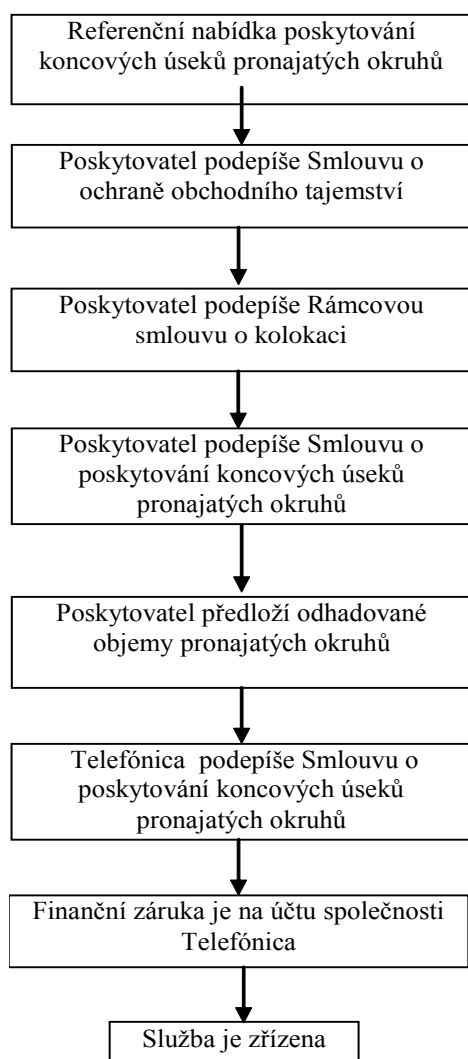 Referenční nabídka poskytování
koncových úseků pronajatých okruhů
Poskytovatel podepíše Smlouvu o
ochraně obchodního tajemství
Poskytovatel podepíše Rámcovou
smlouvu o kolokaci
Poskytovatel podepíše Smlouvu o
poskytování koncových úseků
pronajatých okruhů
Poskytovatel předloží odhadované
objemy pronajatých okruhů
Telefónica podepíše Smlouvu o
poskytování koncových úseků
pronajatých okruhů
Finanční záruka je na účtu společnosti
Telefónica
Služba je zřízena